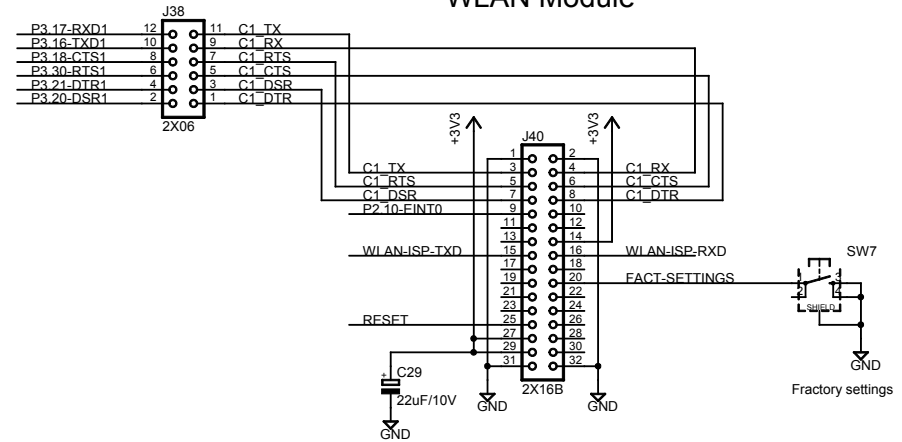 WLAN Module
J38
P3.17-RXD1 12 11 C1_TX
P3.16-TXD1 10 9 C1_RX
P3.18-CTS1 8 7 C1_RTS
P3.30-RTS1 6 5 C1_CTS
P3.21-DTR1 4 3 C1_DSR
P3.20-DSR1 2 1 C1_DTR
2X06
+3V3 J40 +3V3
1 2
C1_TX 3 4 C1_RX
C1_RTS 5 6 C1_CTS
C1_DSR 7 8 C1_DTR
P2.10-EINT0 9 10
11 12
13 14
WLAN-ISP-TXD 15 16 WLAN-ISP-RXD
17 18
19 20 FACT-SETTINGS
21 22
23 24
RESET 25 26
27 28
29 30
31 32
2X16B
SW7
1 3
2 4
SHIELD
GND
Fractory settings
+ C29
22uF/10V
GND
GND
GND